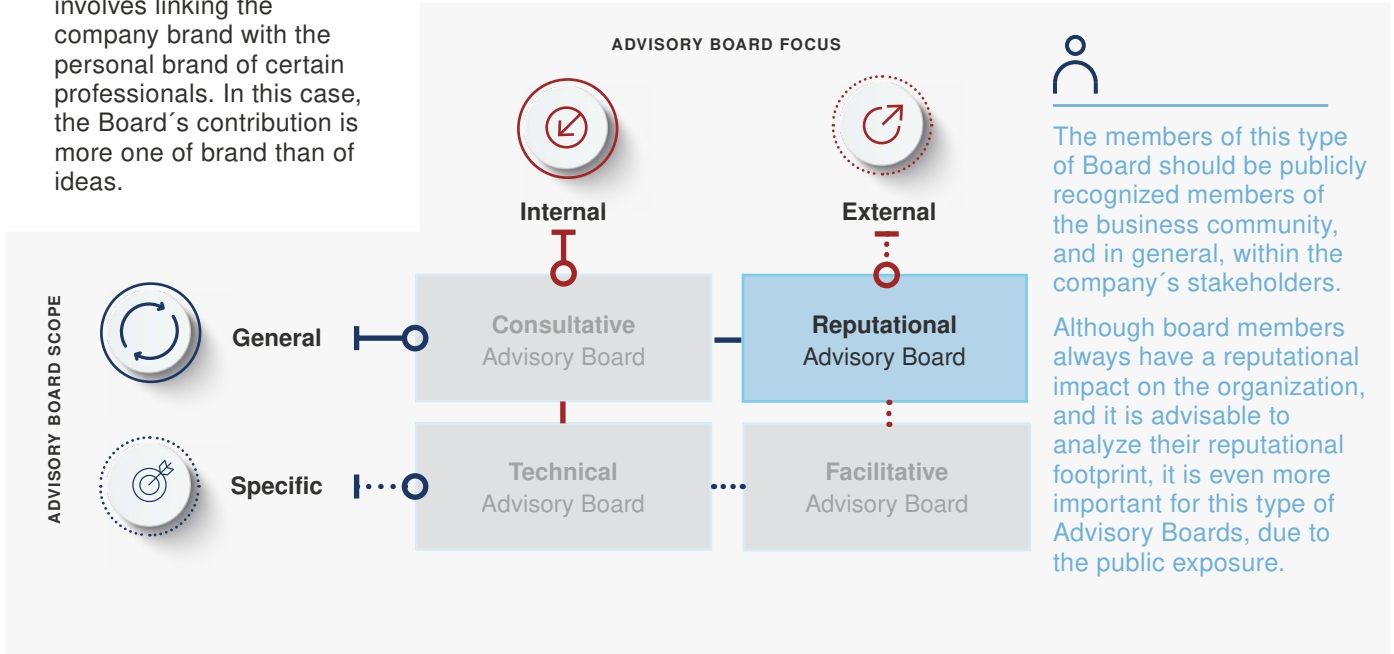 involves linking the
company brand with the
personal brand of certain
professionals. In this case,
the Board´s contribution is
more one of brand than of
ideas.
ADVISORY BOARD FOCUS
Internal
External
ADVISORY BOARD SCOPE
General
Consultative
Advisory Board
Reputational
Advisory Board
Specific
Technical
Advisory Board
Facilitative
Advisory Board
The members of this type
of Board should be publicly
recognized members of
the business community,
and in general, within the
company´s stakeholders.
Although board members
always have a reputational
impact on the organization,
and it is advisable to
analyze their reputational
footprint, it is even more
important for this type of
Advisory Boards, due to
the public exposure.